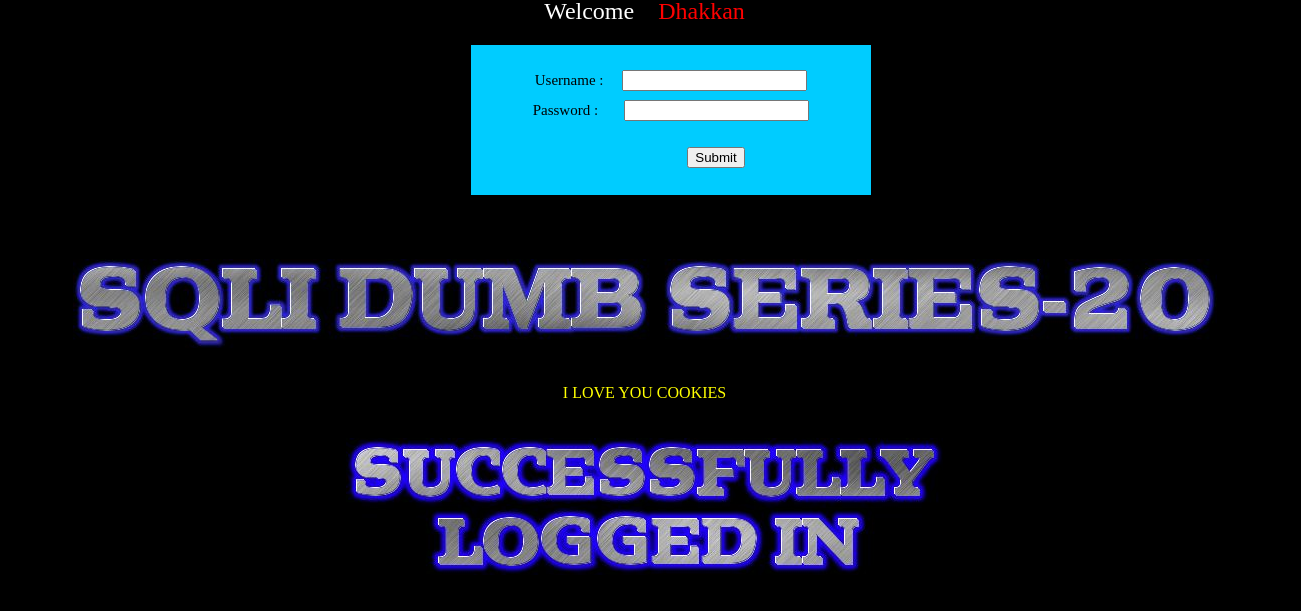 Welcome Dhakkan
Username :
Password :
Submit
SQLI DUMB SERIES-20
I LOVE YOU COOKIES
SUCCESSFULLY
LOGGED IN